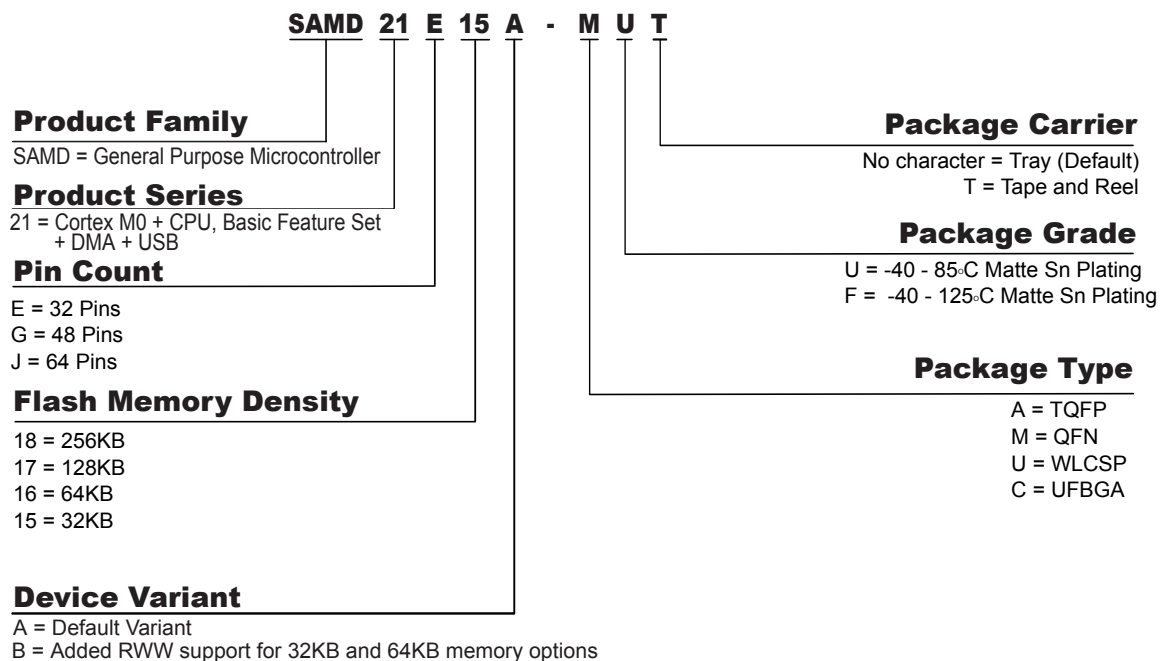 SAMD 21 E 15 A - M U T
Product Family
SAMD = General Purpose Microcontroller
Product Series
21 = Cortex M0 + CPU, Basic Feature Set
+ DMA + USB
Pin Count
E = 32 Pins
G = 48 Pins
J = 64 Pins
Flash Memory Density
18 = 256KB
17 = 128KB
16 = 64KB
15 = 32KB
Device Variant
A = Default Variant
B = Added RWW support for 32KB and 64KB memory options
Package Carrier
No character = Tray (Default)
T = Tape and Reel
Package Grade
U = -40 - 85◦C Matte Sn Plating
F = -40 - 125◦C Matte Sn Plating
Package Type
A = TQFP
M = QFN
U = WLCSP
C = UFBGA